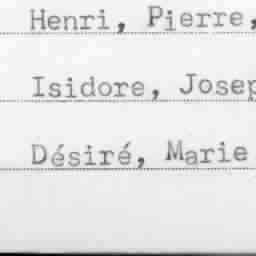 Henri, Pierre,
Isidore, Josep
Désiré, Marie